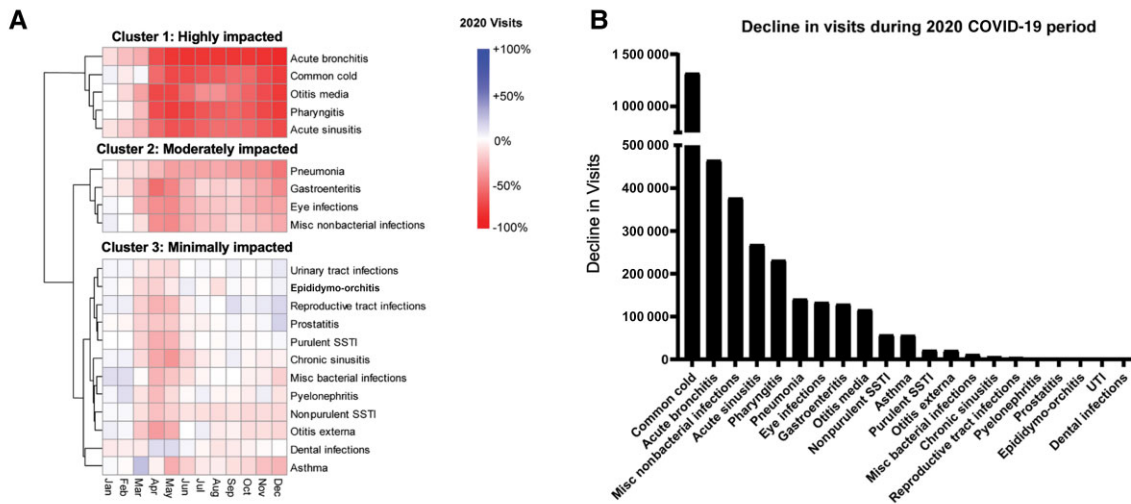 A
Cluster 1: Highly impacted
Acute bronchitis
Common cold
Otitis media
Pharyngitis
Acute sinusitis
Cluster 2: Moderately impacted
Pneumonia
Gastroenteritis
Eye infections
Misc nonbacterial infections
Cluster 3: Minimally impacted
Urinary tract infections
Epididymo-orchitis
Reproductive tract infections
Prostatitis
Purulent SSTI
Chronic sinusitis
Misc bacterial infections
Pyelonephritis
Nonpurulent SSTI
Otitis externa
Dental infections
Asthma
Jan Feb Mar Apr May Jun Jul Aug Sep Oct Nov Dec
2020 Visits
+100%
+50%
0%
-50%
-100%
B
Decline in visits during 2020 COVID-19 period
Decline in Visits
1 500 000
1 000 000
500 000
400 000
300 000
200 000
100 000
0
Common cold
Acute bronchitis
Misc nonbacterial infections
Acute sinusitis
Pharyngitis
Pneumonia
Eye infections
Gastroenteritis
Otitis media
Nonpurulent SSTI
Asthma
Purulent SSTI
Otitis externa
Misc bacterial infections
Chronic sinusitis
Reproductive tract infections
Pyelonephritis
Prostatitis
Epididymo-orchitis
UTI
Dental infections